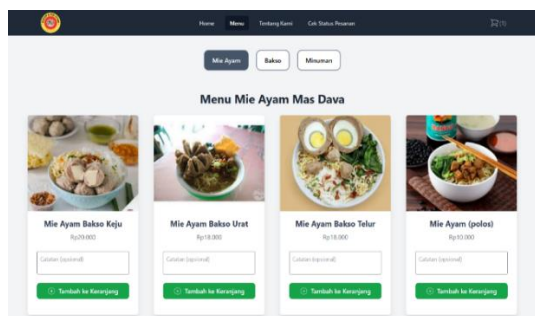 Home Menu Tentang Kami Cek Status Pesanan
Mie Ayam Bakso Minuman
Menu Mie Ayam Mas Dava
Mie Ayam Bakso Keju
Rp20.000
Catatan (opsional)
Tambah ke Keranjang
Mie Ayam Bakso Urat
Rp18.000
Catatan (opsional)
Tambah ke Keranjang
Mie Ayam Bakso Telur
Rp18.000
Catatan (opsional)
Tambah ke Keranjang
Mie Ayam (polos)
Rp10.000
Catatan (opsional)
Tambah ke Keranjang